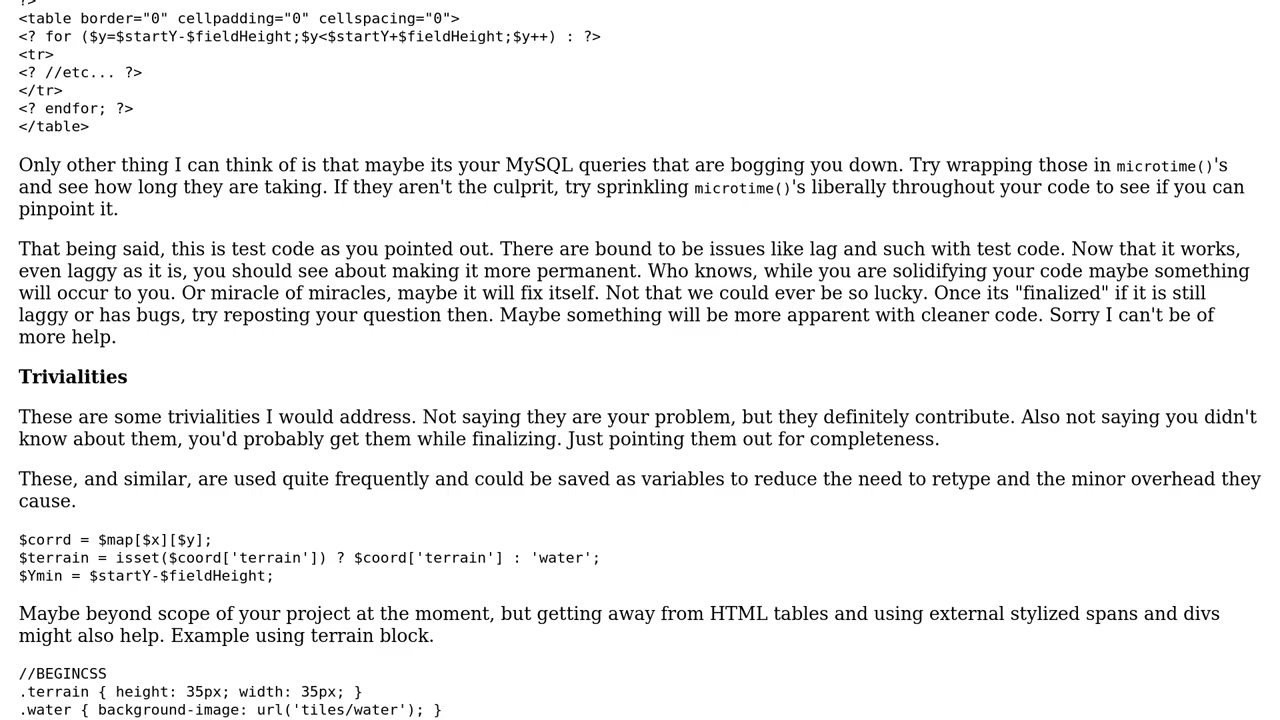 ?>
<table border="0" cellpadding="0" cellspacing="0">
<? for ($y=$startY-$fieldHeight;$y<$startY+$fieldHeight;$y++) : ?>
<tr>
<? //etc... ?>
</tr>
<? endfor; ?>
</table>
Only other thing I can think of is that maybe its your MySQL queries that are bogging you down. Try wrapping those in microtime()'s
and see how long they are taking. If they aren't the culprit, try sprinkling microtime()'s liberally throughout your code to see if you can
pinpoint it.
That being said, this is test code as you pointed out. There are bound to be issues like lag and such with test code. Now that it works,
even laggy as it is, you should see about making it more permanent. Who knows, while you are solidifying your code maybe something
will occur to you. Or miracle of miracles, maybe it will fix itself. Not that we could ever be so lucky. Once its "finalized" if it is still
laggy or has bugs, try reposting your question then. Maybe something will be more apparent with cleaner code. Sorry I can't be of
more help.
Trivialities
These are some trivialities I would address. Not saying they are your problem, but they definitely contribute. Also not saying you didn't
know about them, you'd probably get them while finalizing. Just pointing them out for completeness.
These, and similar, are used quite frequently and could be saved as variables to reduce the need to retype and the minor overhead they
cause.
$corrd = $map[$x][$y];
$terrain = isset($coord['terrain']) ? $coord['terrain'] : 'water';
$Ymin = $startY-$fieldHeight;
Maybe beyond scope of your project at the moment, but getting away from HTML tables and using external stylized spans and divs
might also help. Example using terrain block.
//BEGINCSS
.terrain { height: 35px; width: 35px; }
.water { background-image: url('tiles/water'); }